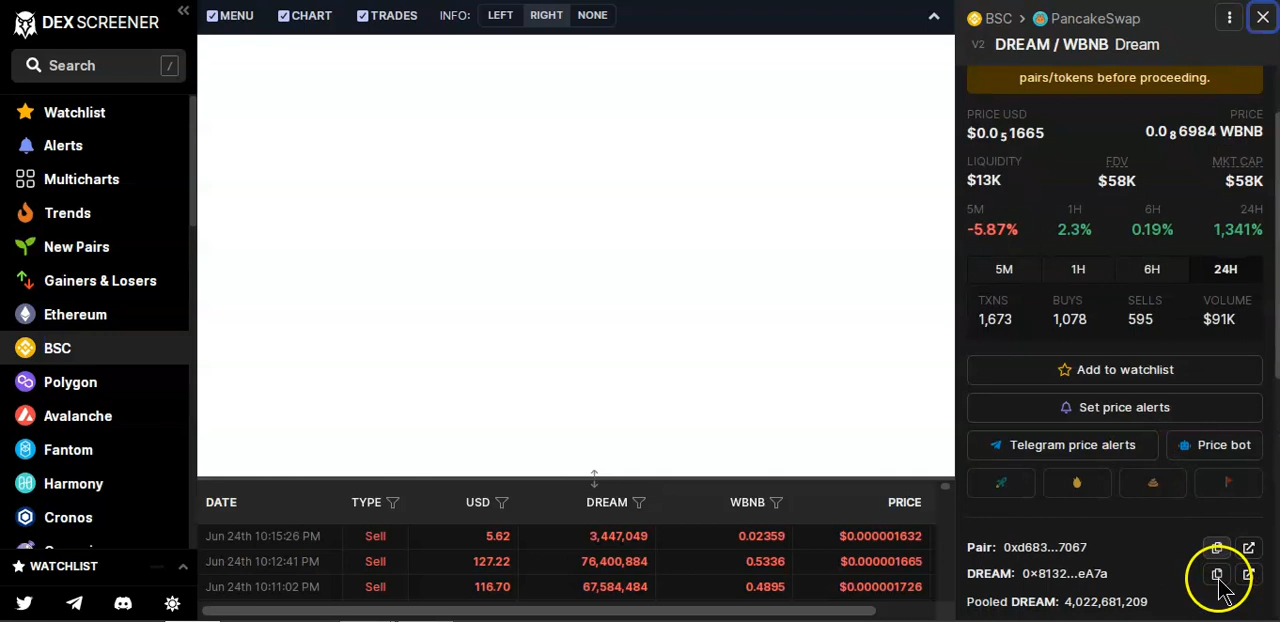 DEX SCREENER
Search /
Watchlist
Alerts
Multicharts
Trends
New Pairs
Gainers & Losers
Ethereum
BSC
Polygon
Avalanche
Fantom
Harmony
Cronos
WATCHLIST
MENU CHART TRADES INFO: LEFT RIGHT NONE
DATE TYPE USD DREAM WBNB PRICE
Jun 24th 10:15:26 PM Sell 5.62 3,447,049 0.02359 $0.000001632
Jun 24th 10:12:41 PM Sell 127.22 76,400,884 0.5336 $0.000001665
Jun 24th 10:11:02 PM Sell 116.70 67,584,484 0.4895 $0.000001726
BSC > PancakeSwap
V2 DREAM / WBNB Dream
pairs/tokens before proceeding.
PRICE USD PRICE
$0.0₅1665 0.0₈6984 WBNB
LIQUIDITY FDV MKT CAP
$13K $58K $58K
5M 1H 6H 24H
-5.87% 2.3% 0.19% 1,341%
5M 1H 6H 24H
TXNS BUYS SELLS VOLUME
1,673 1,078 595 $91K
Add to watchlist
Set price alerts
Telegram price alerts Price bot
Pair: 0xd683...7067
DREAM: 0×8132...eA7a
Pooled DREAM: 4,022,681,209